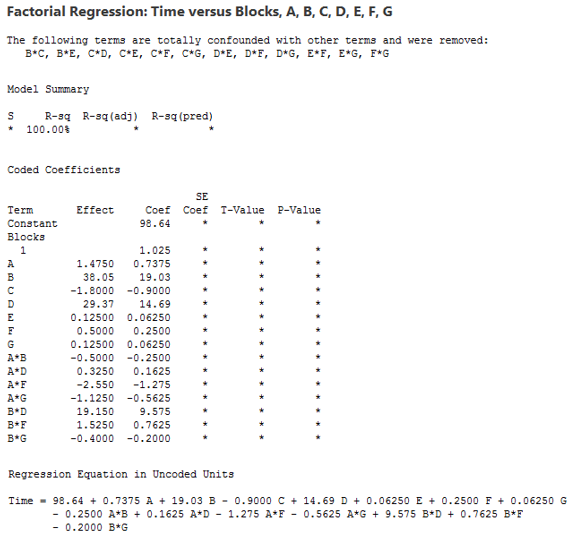 Factorial Regression: Time versus Blocks, A, B, C, D, E, F, G
The following terms are totally confounded with other terms and were removed:
B*C, B*E, C*D, C*E, C*F, C*G, D*E, D*F, D*G, E*F, E*G, F*G
Model Summary
S R-sq R-sq(adj) R-sq(pred)
* 100.00% * *
Coded Coefficients
SE
Term Effect Coef Coef T-Value P-Value
Constant 98.64 * * *
Blocks
1 1.025 * * *
A 1.4750 0.7375 * * *
B 38.05 19.03 * * *
C -1.8000 -0.9000 * * *
D 29.37 14.69 * * *
E 0.12500 0.06250 * * *
F 0.5000 0.2500 * * *
G 0.12500 0.06250 * * *
A*B -0.5000 -0.2500 * * *
A*D 0.3250 0.1625 * * *
A*F -2.550 -1.275 * * *
A*G -1.1250 -0.5625 * * *
B*D 19.150 9.575 * * *
B*F 1.5250 0.7625 * * *
B*G -0.4000 -0.2000 * * *
Regression Equation in Uncoded Units
Time = 98.64 + 0.7375 A + 19.03 B - 0.9000 C + 14.69 D + 0.06250 E + 0.2500 F + 0.06250 G
- 0.2500 A*B + 0.1625 A*D - 1.275 A*F - 0.5625 A*G + 9.575 B*D + 0.7625 B*F
- 0.2000 B*G